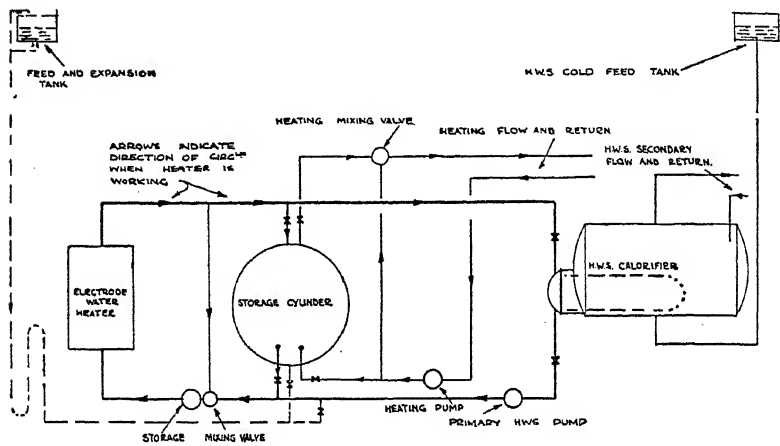 FEED AND EXPANSION
TANK
H.W.S COLD FEED TANK
HEATING MIXING VALVE
HEATING FLOW AND RETURN
ARROWS INDICATE
DIRECTION OF CIRCᴸᴺ
WHEN HEATER IS
WORKING
H.W.S. SECONDARY
FLOW AND RETURN.
ELECTRODE
WATER
HEATER
STORAGE CYLINDER
H.W.S. CALORIFIER
HEATING PUMP
PRIMARY HWG PUMP
STORAGE
MIXING VALVE